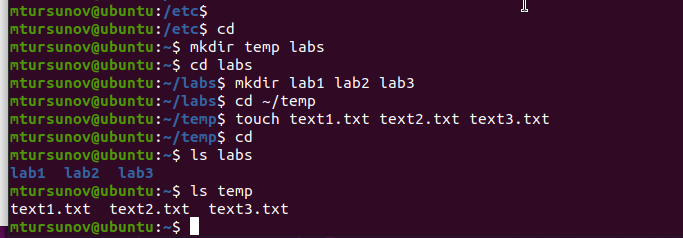 mtursunov@ubuntu:/etc$
mtursunov@ubuntu:/etc$ cd
mtursunov@ubuntu:~$ mkdir temp labs
mtursunov@ubuntu:~$ cd labs
mtursunov@ubuntu:~/labs$ mkdir lab1 lab2 lab3
mtursunov@ubuntu:~/labs$ cd ~/temp
mtursunov@ubuntu:~/temp$ touch text1.txt text2.txt text3.txt
mtursunov@ubuntu:~/temp$ cd
mtursunov@ubuntu:~$ ls labs
lab1  lab2  lab3
mtursunov@ubuntu:~$ ls temp
text1.txt  text2.txt  text3.txt
mtursunov@ubuntu:~$